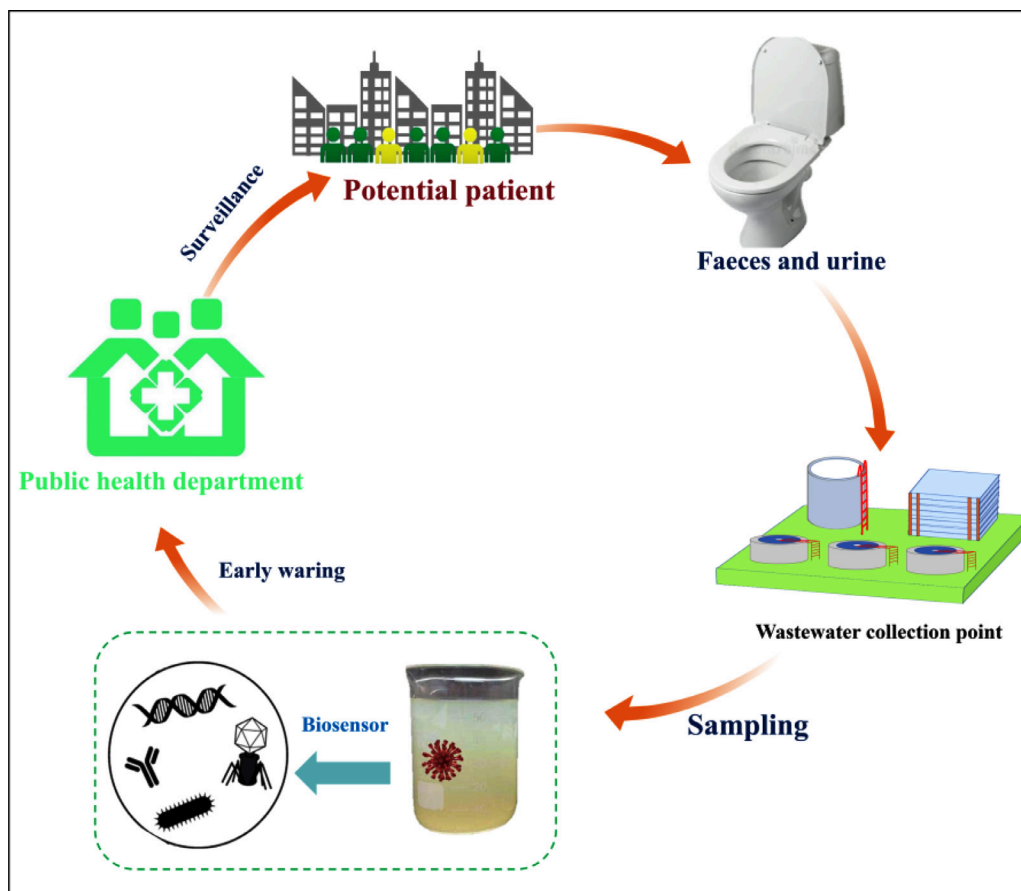 Potential patient
Surveillance
Faeces and urine
Public health department
Wastewater collection point
Early waring
Biosensor
Sampling